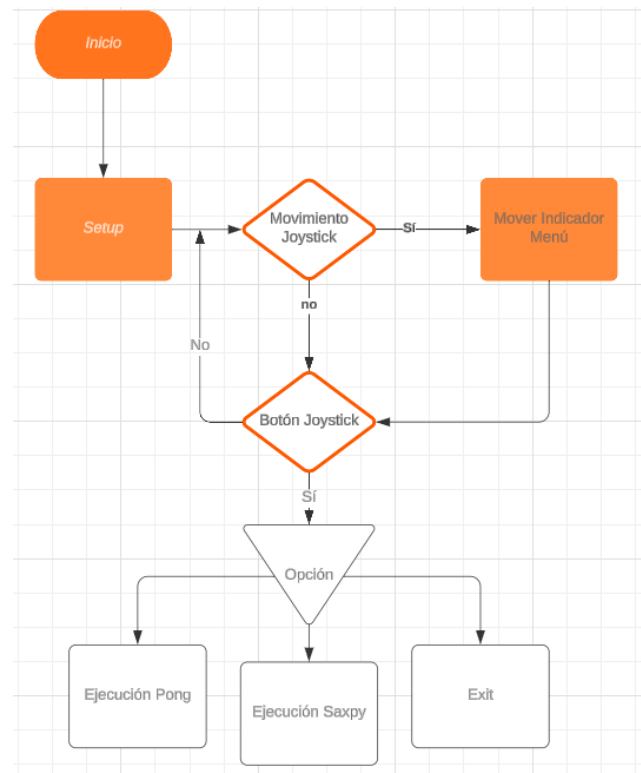 Inicio
Setup
Movimiento
Joystick
Sí
Mover Indicador
Menú
no
No
Botón Joystick
Sí
Opción
Ejecución Pong
Ejecución Saxpy
Exit